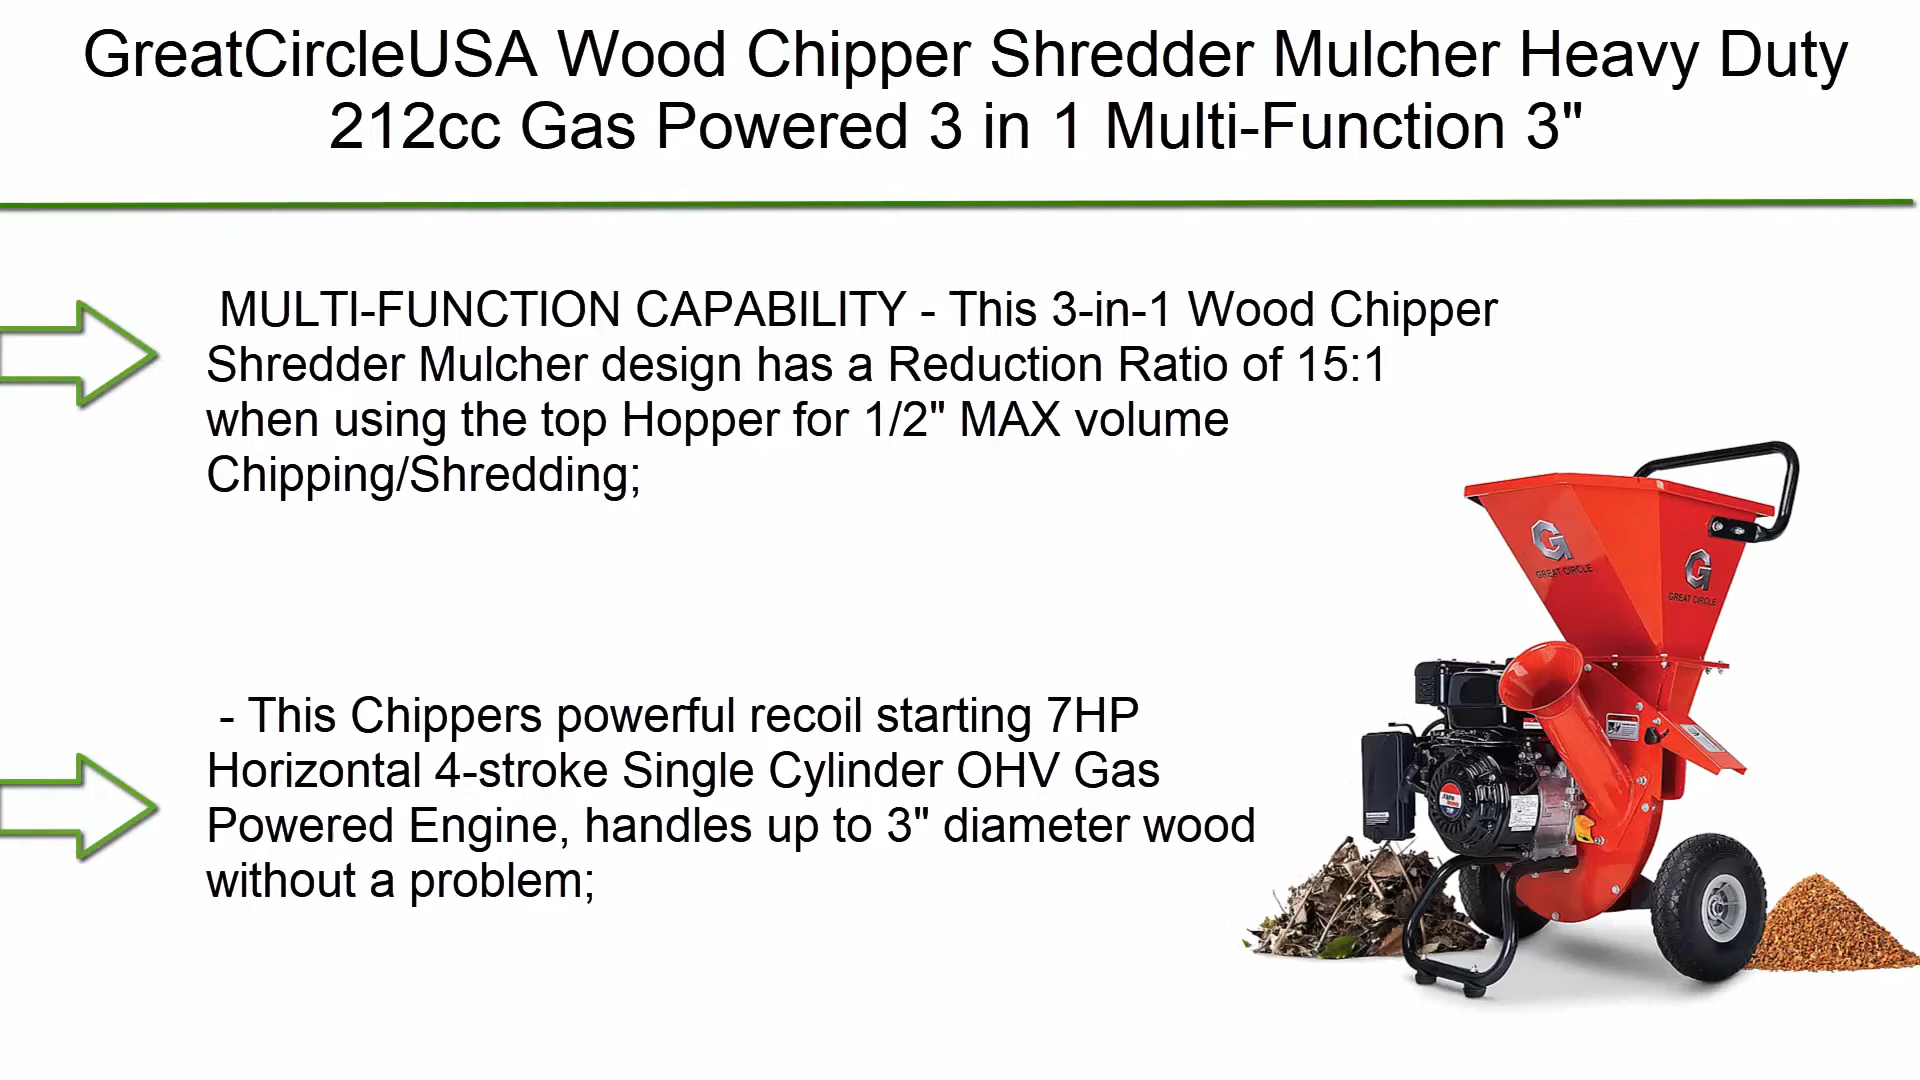 GreatCircleUSA Wood Chipper Shredder Mulcher Heavy Duty
212cc Gas Powered 3 in 1 Multi-Function 3"
MULTI-FUNCTION CAPABILITY - This 3-in-1 Wood Chipper
Shredder Mulcher design has a Reduction Ratio of 15:1
when using the top Hopper for 1/2" MAX volume
Chipping/Shredding;
- This Chippers powerful recoil starting 7HP
Horizontal 4-stroke Single Cylinder OHV Gas
Powered Engine, handles up to 3" diameter wood
without a problem;
G
GREAT CIRCLE
G
GREAT CIRCLE